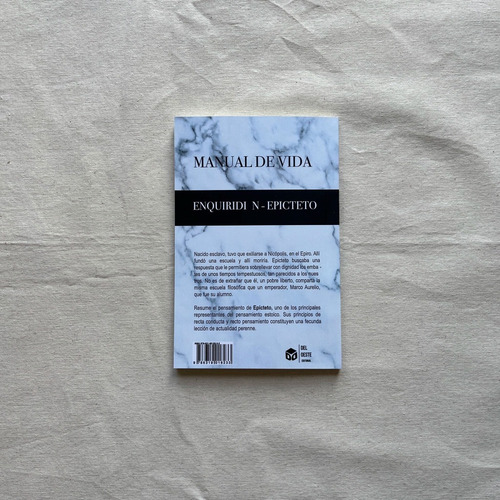 MANUAL DE VIDA
ENQUIRIDI N - EPICTETO
Nacido esclavo, tuvo que exiliarse a Nicópolis, en el Epiro. Allí
fundó una escuela y allí moriría. Epicteto buscaba una
respuesta que le permitiera sobrellevar con dignidad los emba -
tes de unos tiempos tempestuosos, tan parecidos a los nues
tros. No es de extrañar que él, un pobre liberto, compartía la
misma escuela filosófica que un emperador, Marco Aurelio,
que fue su alumno.
Resume el pensamiento de Epicteto, uno de los principales
representantes del pensamiento estoico. Sus principios de
recta conducta y recto pensamiento constituyen una fecunda
lección de actualidad perenne.
DEL
OESTE
EDITORIAL